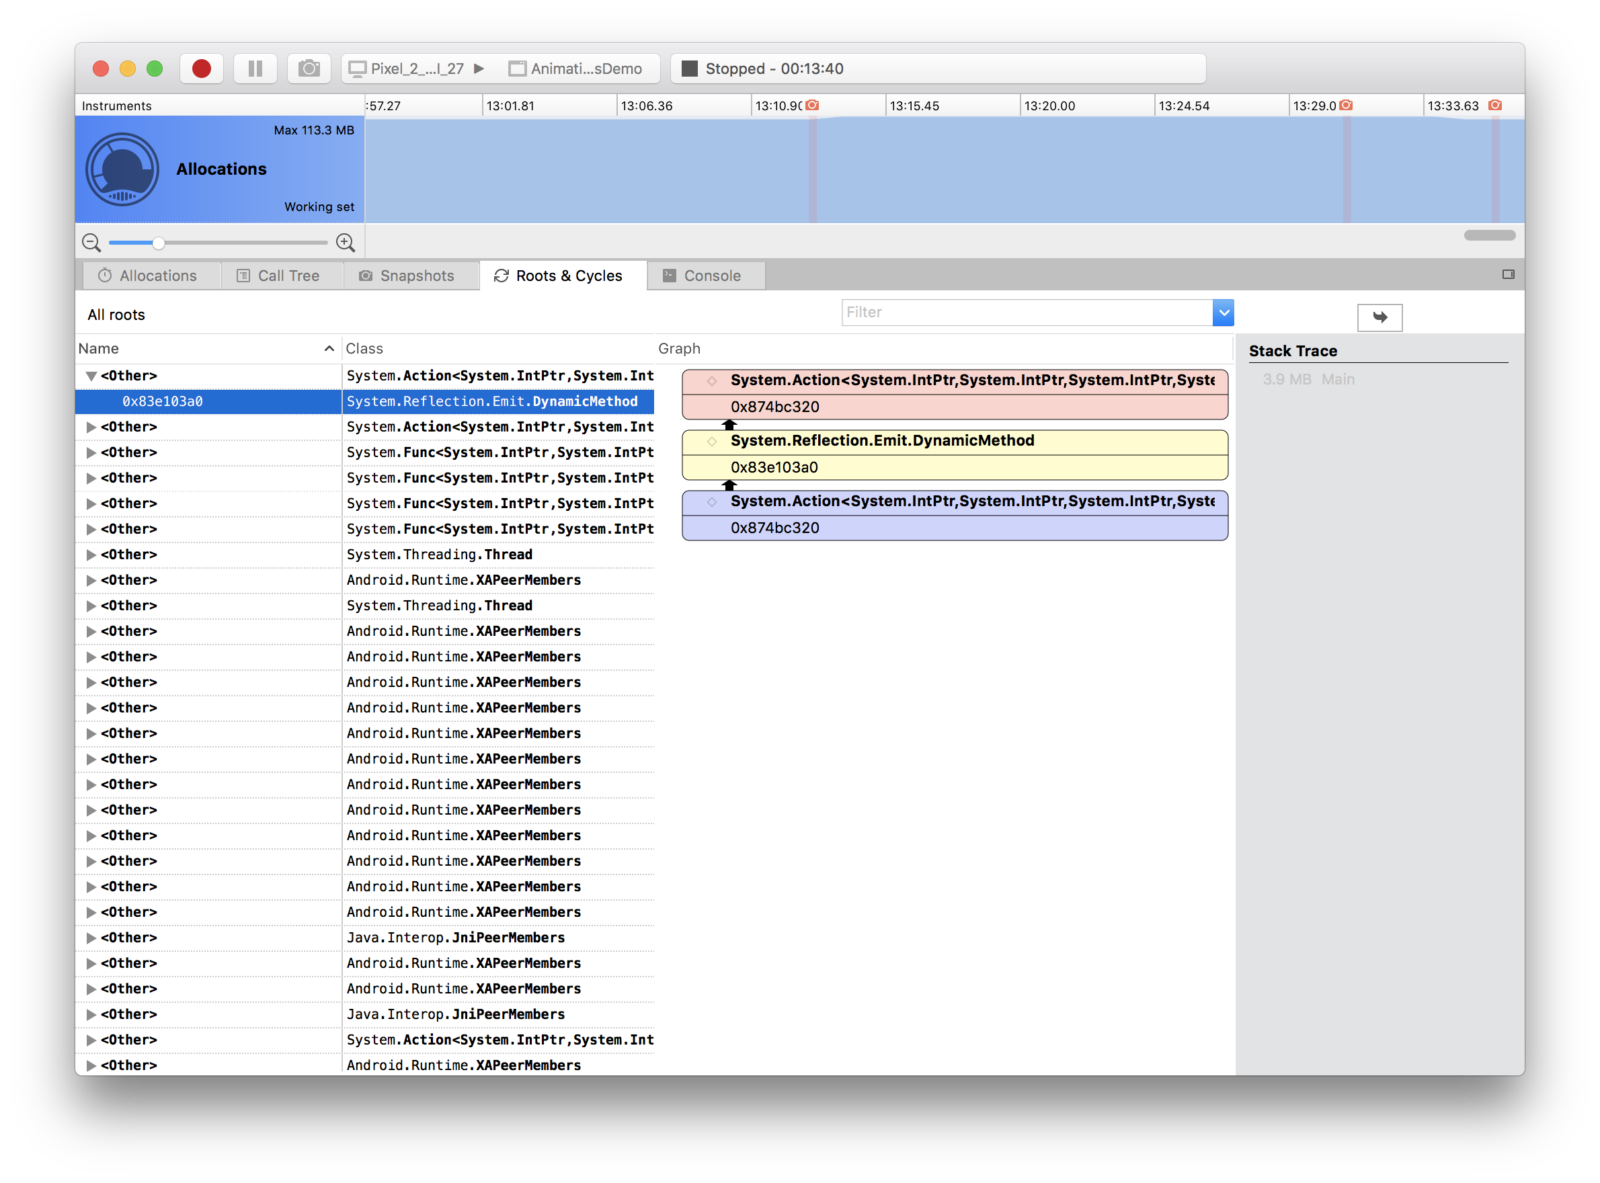 Pixel_2_...l_27 Animati...sDemo Stopped - 00:13:40
Instruments :57.27 13:01.81 13:06.36 13:10.90 13:15.45 13:20.00 13:24.54 13:29.0 13:33.63
Max 113.3 MB
Allocations
Working set
Allocations Call Tree Snapshots Roots & Cycles Console
All roots Filter
Name Class Graph Stack Trace
<Other> System.Action<System.IntPtr,System.Int
0x83e103a0 System.Reflection.Emit.DynamicMethod
<Other> System.Action<System.IntPtr,System.Int
<Other> System.Func<System.IntPtr,System.IntPt
<Other> System.Func<System.IntPtr,System.IntPt
<Other> System.Func<System.IntPtr,System.IntPt
<Other> System.Func<System.IntPtr,System.IntPt
<Other> System.Threading.Thread
<Other> Android.Runtime.XAPeerMembers
<Other> System.Threading.Thread
<Other> Android.Runtime.XAPeerMembers
<Other> Android.Runtime.XAPeerMembers
<Other> Android.Runtime.XAPeerMembers
<Other> Android.Runtime.XAPeerMembers
<Other> Android.Runtime.XAPeerMembers
<Other> Android.Runtime.XAPeerMembers
<Other> Android.Runtime.XAPeerMembers
<Other> Android.Runtime.XAPeerMembers
<Other> Android.Runtime.XAPeerMembers
<Other> Android.Runtime.XAPeerMembers
<Other> Android.Runtime.XAPeerMembers
<Other> Android.Runtime.XAPeerMembers
<Other> Java.Interop.JniPeerMembers
<Other> Android.Runtime.XAPeerMembers
<Other> Android.Runtime.XAPeerMembers
<Other> Java.Interop.JniPeerMembers
<Other> System.Action<System.IntPtr,System.Int
<Other> Android.Runtime.XAPeerMembers
System.Action<System.IntPtr,System.IntPtr,System.IntPtr,Syste
0x874bc320
System.Reflection.Emit.DynamicMethod
0x83e103a0
System.Action<System.IntPtr,System.IntPtr,System.IntPtr,Syste
0x874bc320
3.9 MB Main